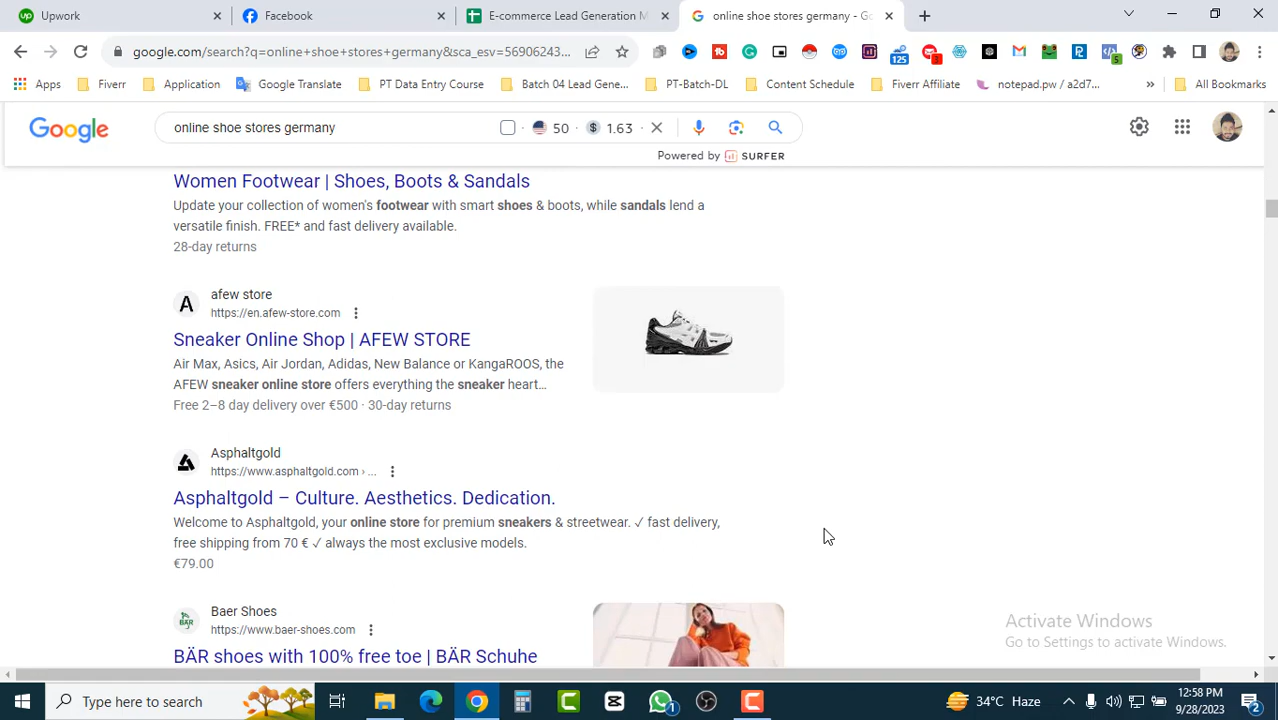 Upwork
Facebook
E-commerce Lead Generation M
online shoe stores germany - Go
google.com/search?q=online+shoe+stores+germany&sca_esv=56906243...
125
3
5
Apps
Fiverr
Application
Google Translate
PT Data Entry Course
Batch 04 Lead Gene...
PT-Batch-DL
Content Schedule
Fiverr Affiliate
notepad.pw / a2d7...
All Bookmarks
Google
online shoe stores germany
50 · 1.63
Powered by SURFER
Women Footwear | Shoes, Boots & Sandals
Update your collection of women's footwear with smart shoes & boots, while sandals lend a
versatile finish. FREE* and fast delivery available.
28-day returns
afew store
https://en.afew-store.com
Sneaker Online Shop | AFEW STORE
Air Max, Asics, Air Jordan, Adidas, New Balance or KangaROOS, the
AFEW sneaker online store offers everything the sneaker heart...
Free 2–8 day delivery over €500 · 30-day returns
Asphaltgold
https://www.asphaltgold.com › ...
Asphaltgold – Culture. Aesthetics. Dedication.
Welcome to Asphaltgold, your online store for premium sneakers & streetwear. ✓ fast delivery,
free shipping from 70 € ✓ always the most exclusive models.
€79.00
Baer Shoes
https://www.baer-shoes.com
BÄR shoes with 100% free toe | BÄR Schuhe
Activate Windows
Go to Settings to activate Windows.
Type here to search
1
34°C Haze
12:58 PM
9/28/2023
2